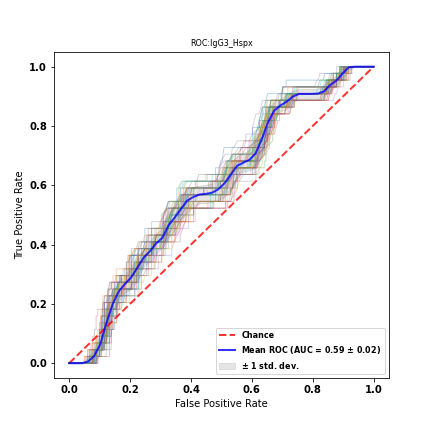 ROC:IgG3_Hspx
True Positive Rate
1.0
0.8
0.6
0.4
0.2
0.0
Chance
Mean ROC (AUC = 0.59 ± 0.02)
± 1 std. dev.
0.0 0.2 0.4 0.6 0.8 1.0
False Positive Rate